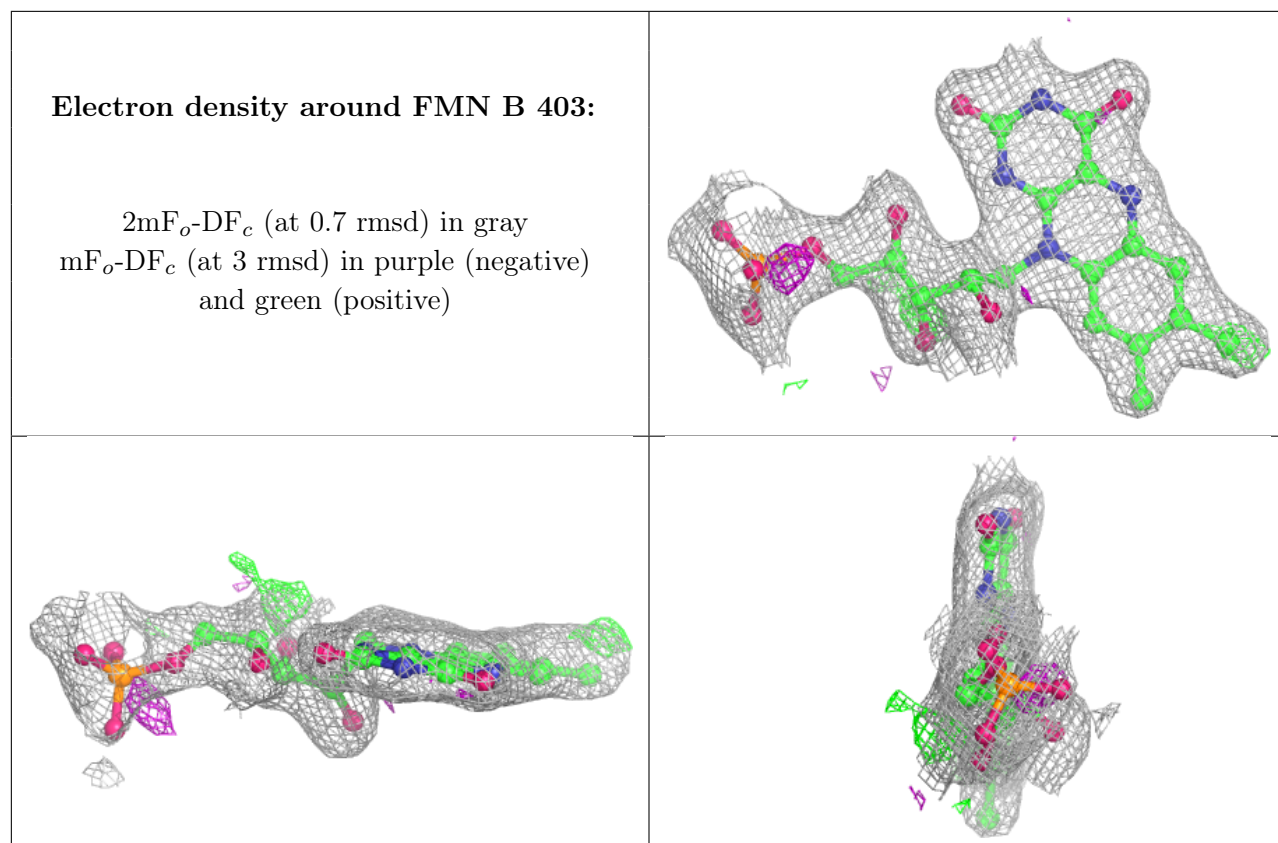 Electron density around FMN B 403:
2mFₒ-DF𝒸 (at 0.7 rmsd) in gray
mFₒ-DF𝒸 (at 3 rmsd) in purple (negative)
and green (positive)